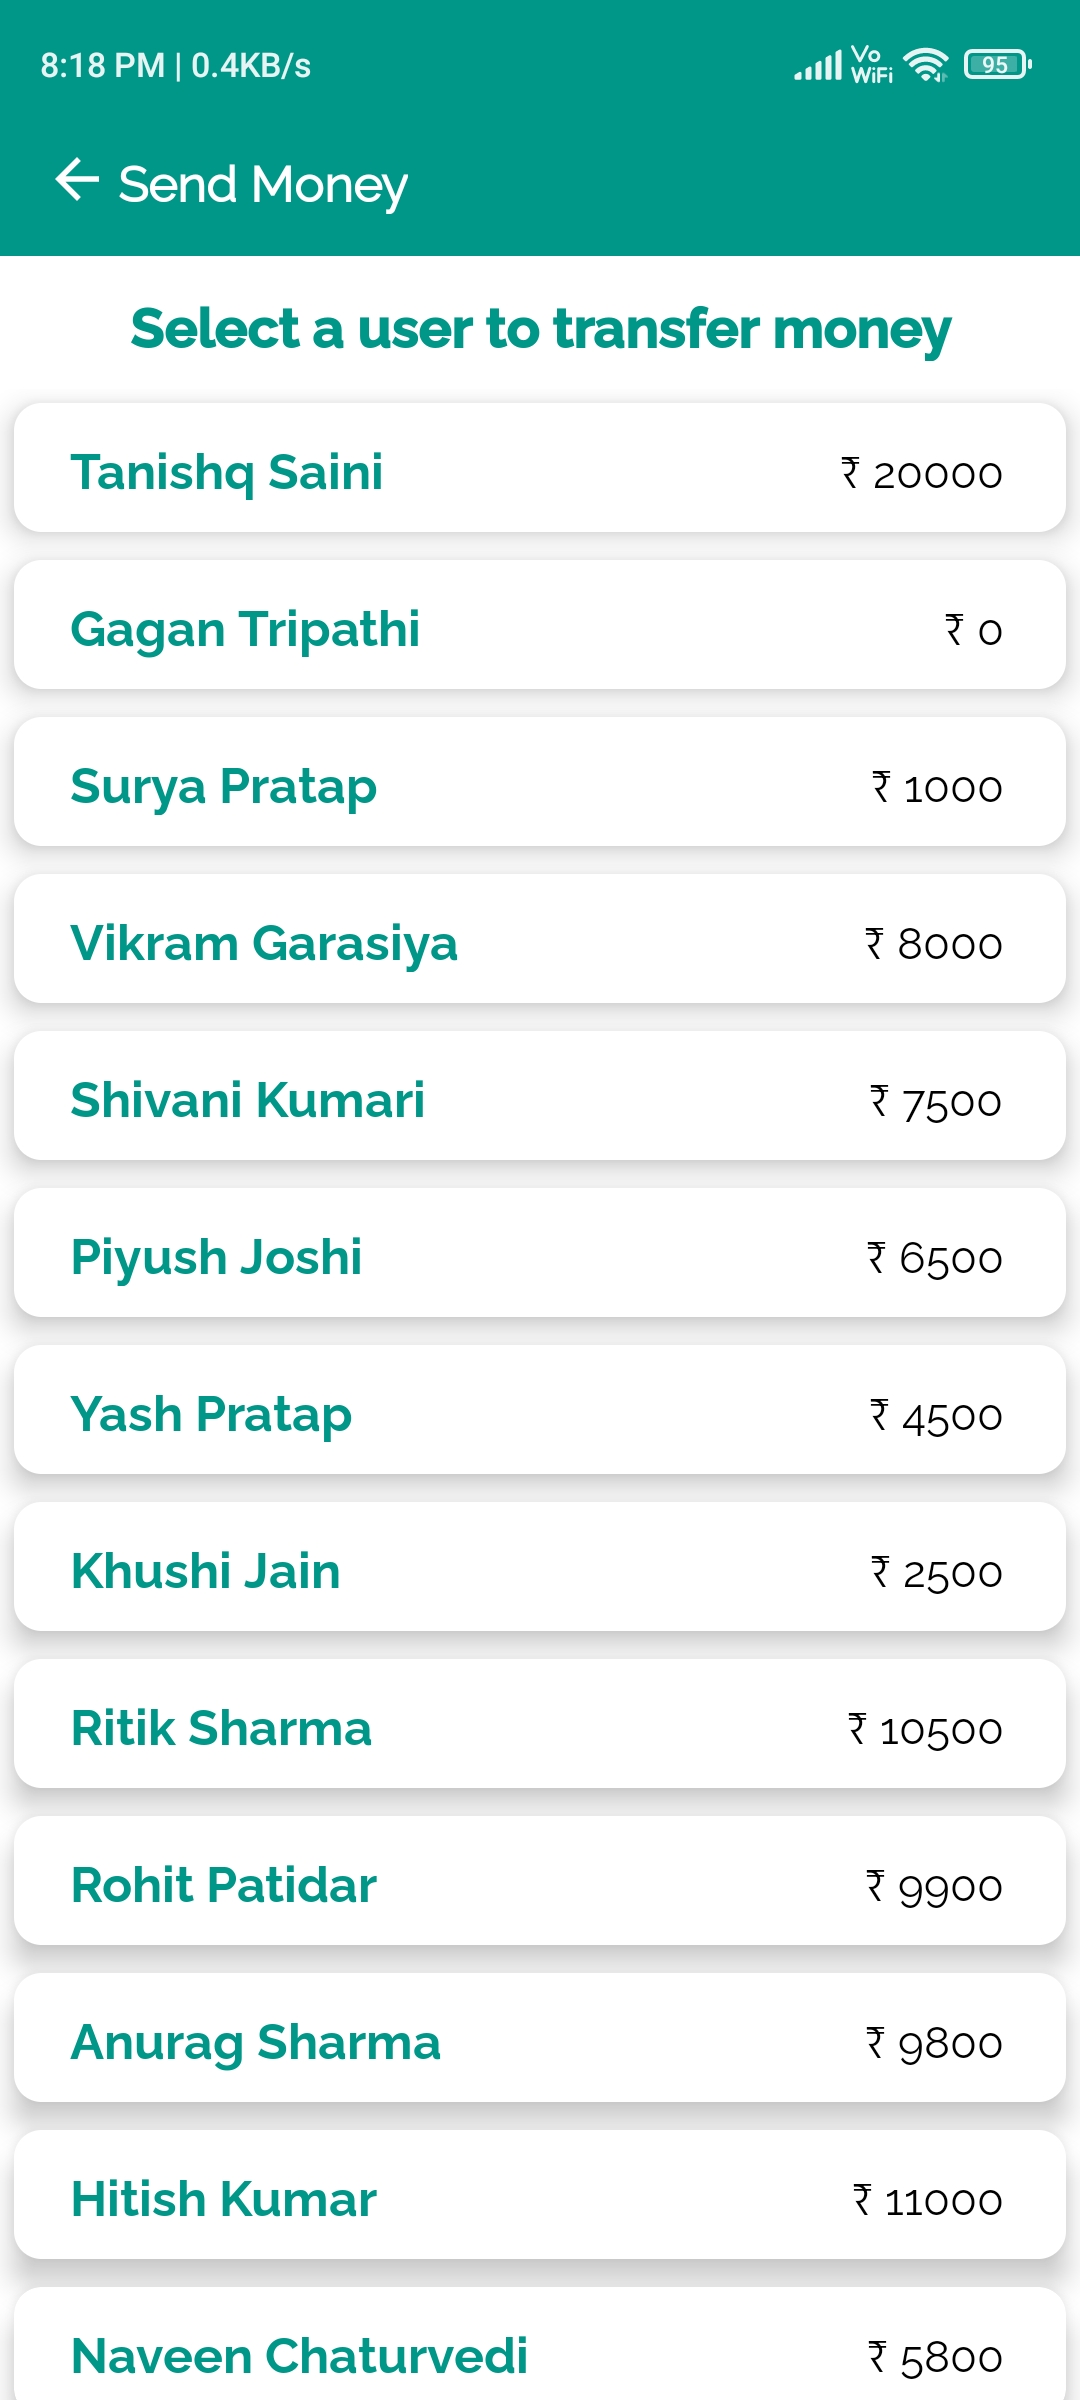 8:18 PM | 0.4KB/s Vo WiFi 95
Send Money
Select a user to transfer money
Tanishq Saini ₹ 20000
Gagan Tripathi ₹ 0
Surya Pratap ₹ 1000
Vikram Garasiya ₹ 8000
Shivani Kumari ₹ 7500
Piyush Joshi ₹ 6500
Yash Pratap ₹ 4500
Khushi Jain ₹ 2500
Ritik Sharma ₹ 10500
Rohit Patidar ₹ 9900
Anurag Sharma ₹ 9800
Hitish Kumar ₹ 11000
Naveen Chaturvedi ₹ 5800